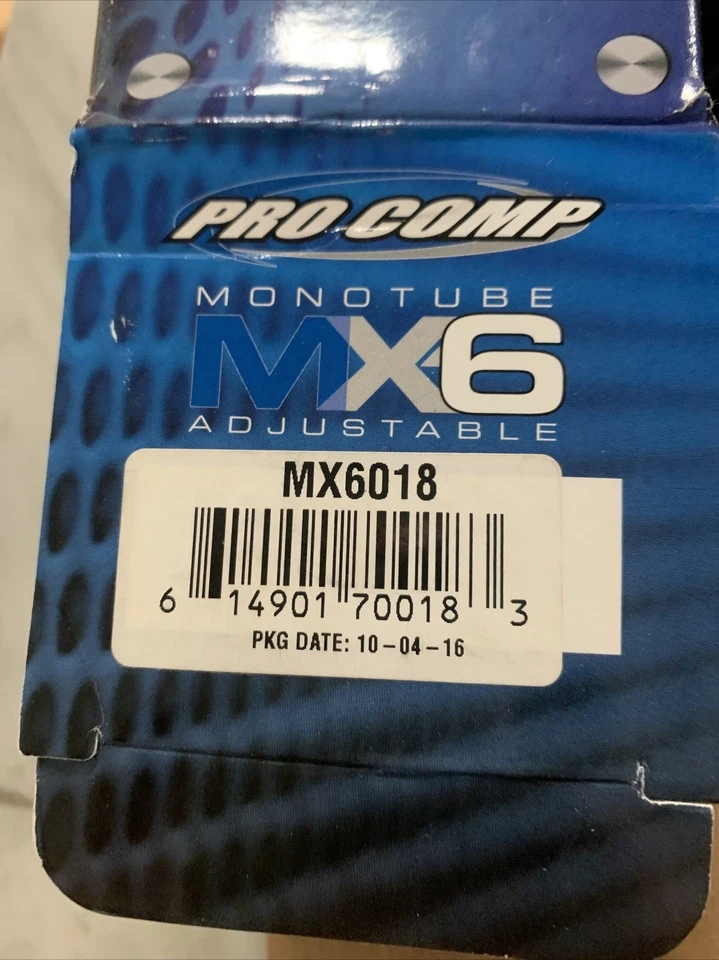 PRO COMP
MONOTUBE
MX6
ADJUSTABLE
MX6018
6 14901 70018 3
PKG DATE: 10-04-16